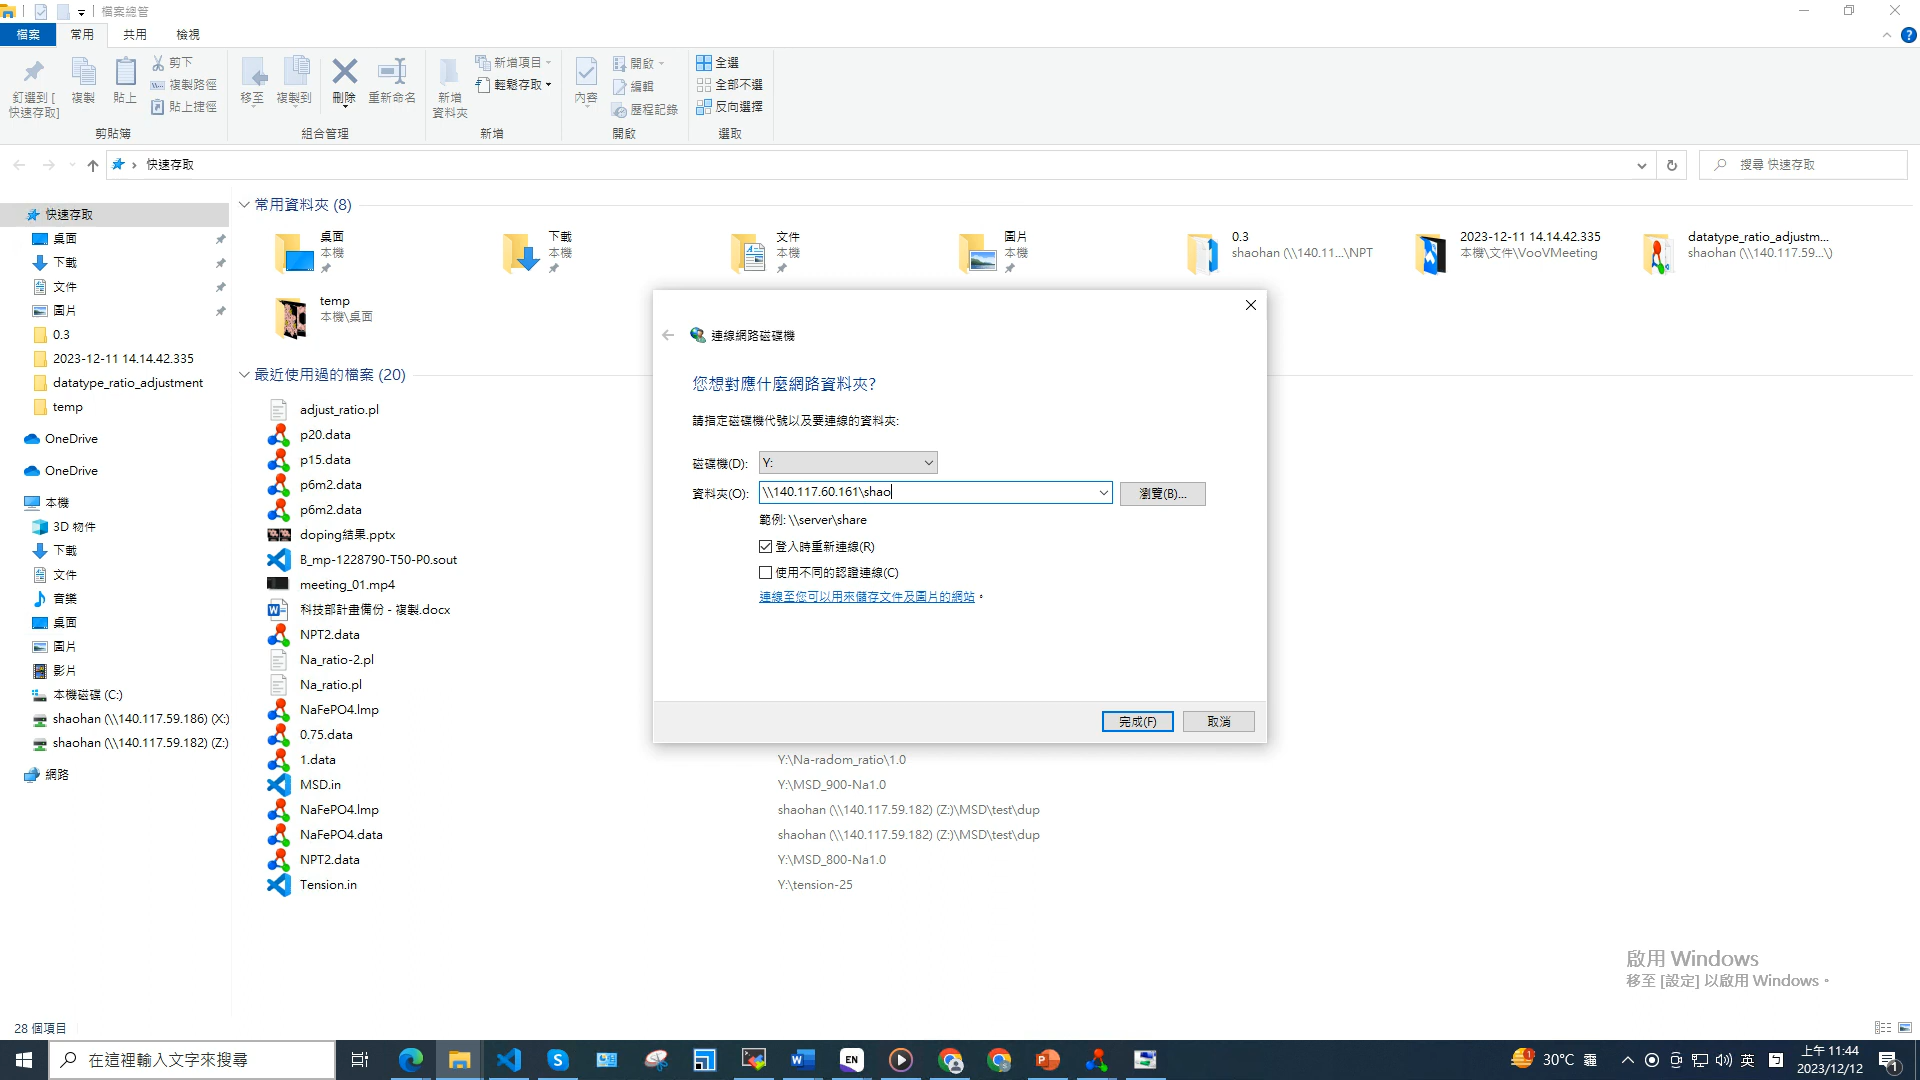 檔案總管
檔案 常用 共用 檢視
釘選到 [
快速存取]
複製
貼上
剪下
複製路徑
貼上捷徑
剪貼簿
移至
複製到
刪除
重新命名
組合管理
新增
資料夾
新增項目
輕鬆存取
新增
內容
開啟
編輯
歷程記錄
開啟
全選
全部不選
反向選擇
選取
快速存取
搜尋 快速存取
快速存取
桌面
下載
文件
圖片
0.3
2023-12-11 14.14.42.335
datatype_ratio_adjustment
temp
OneDrive
OneDrive
本機
3D 物件
下載
文件
音樂
桌面
圖片
影片
本機磁碟 (C:)
shaohan (\\140.117.59.186) (X:)
shaohan (\\140.117.59.182) (Z:)
網路
常用資料夾 (8)
桌面
本機
下載
本機
文件
本機
圖片
本機
0.3
shaohan (\\140.11...\NPT
2023-12-11 14.14.42.335
本機\文件\VooVMeeting
datatype_ratio_adjustm...
shaohan (\\140.117.59...\)
temp
本機\桌面
最近使用過的檔案 (20)
adjust_ratio.pl
p20.data
p15.data
p6m2.data
p6m2.data
doping結果.pptx
B_mp-1228790-T50-P0.sout
meeting_01.mp4
科技部計畫備份 - 複製.docx
NPT2.data
Na_ratio-2.pl
Na_ratio.pl
NaFePO4.lmp
0.75.data
1.data Y:\Na-radom_ratio\1.0
MSD.in Y:\MSD_900-Na1.0
NaFePO4.lmp shaohan (\\140.117.59.182) (Z:)\MSD\test\dup
NaFePO4.data shaohan (\\140.117.59.182) (Z:)\MSD\test\dup
NPT2.data Y:\MSD_800-Na1.0
Tension.in Y:\tension-25
連線網路磁碟機
您想對應什麼網路資料夾?
請指定磁碟機代號以及要連線的資料夾:
磁碟機(D): Y:
資料夾(O): \\140.117.60.161\shao 瀏覽(B)...
範例: \\server\share
登入時重新連線(R)
使用不同的認證連線(C)
連線至您可以用來儲存文件及圖片的網站。
完成(F) 取消
啟用 Windows
移至 [設定] 以啟用 Windows。
28 個項目
在這裡輸入文字來搜尋
EN
30°C 霾
英
上午 11:44
2023/12/12
1